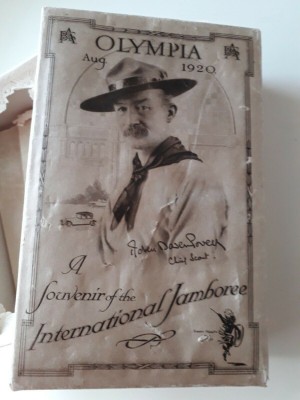 OLYMPIA
Aug. 1920.
Robert Baden Powell
Chief Scout.
A
Souvenir of the
International Jamboree